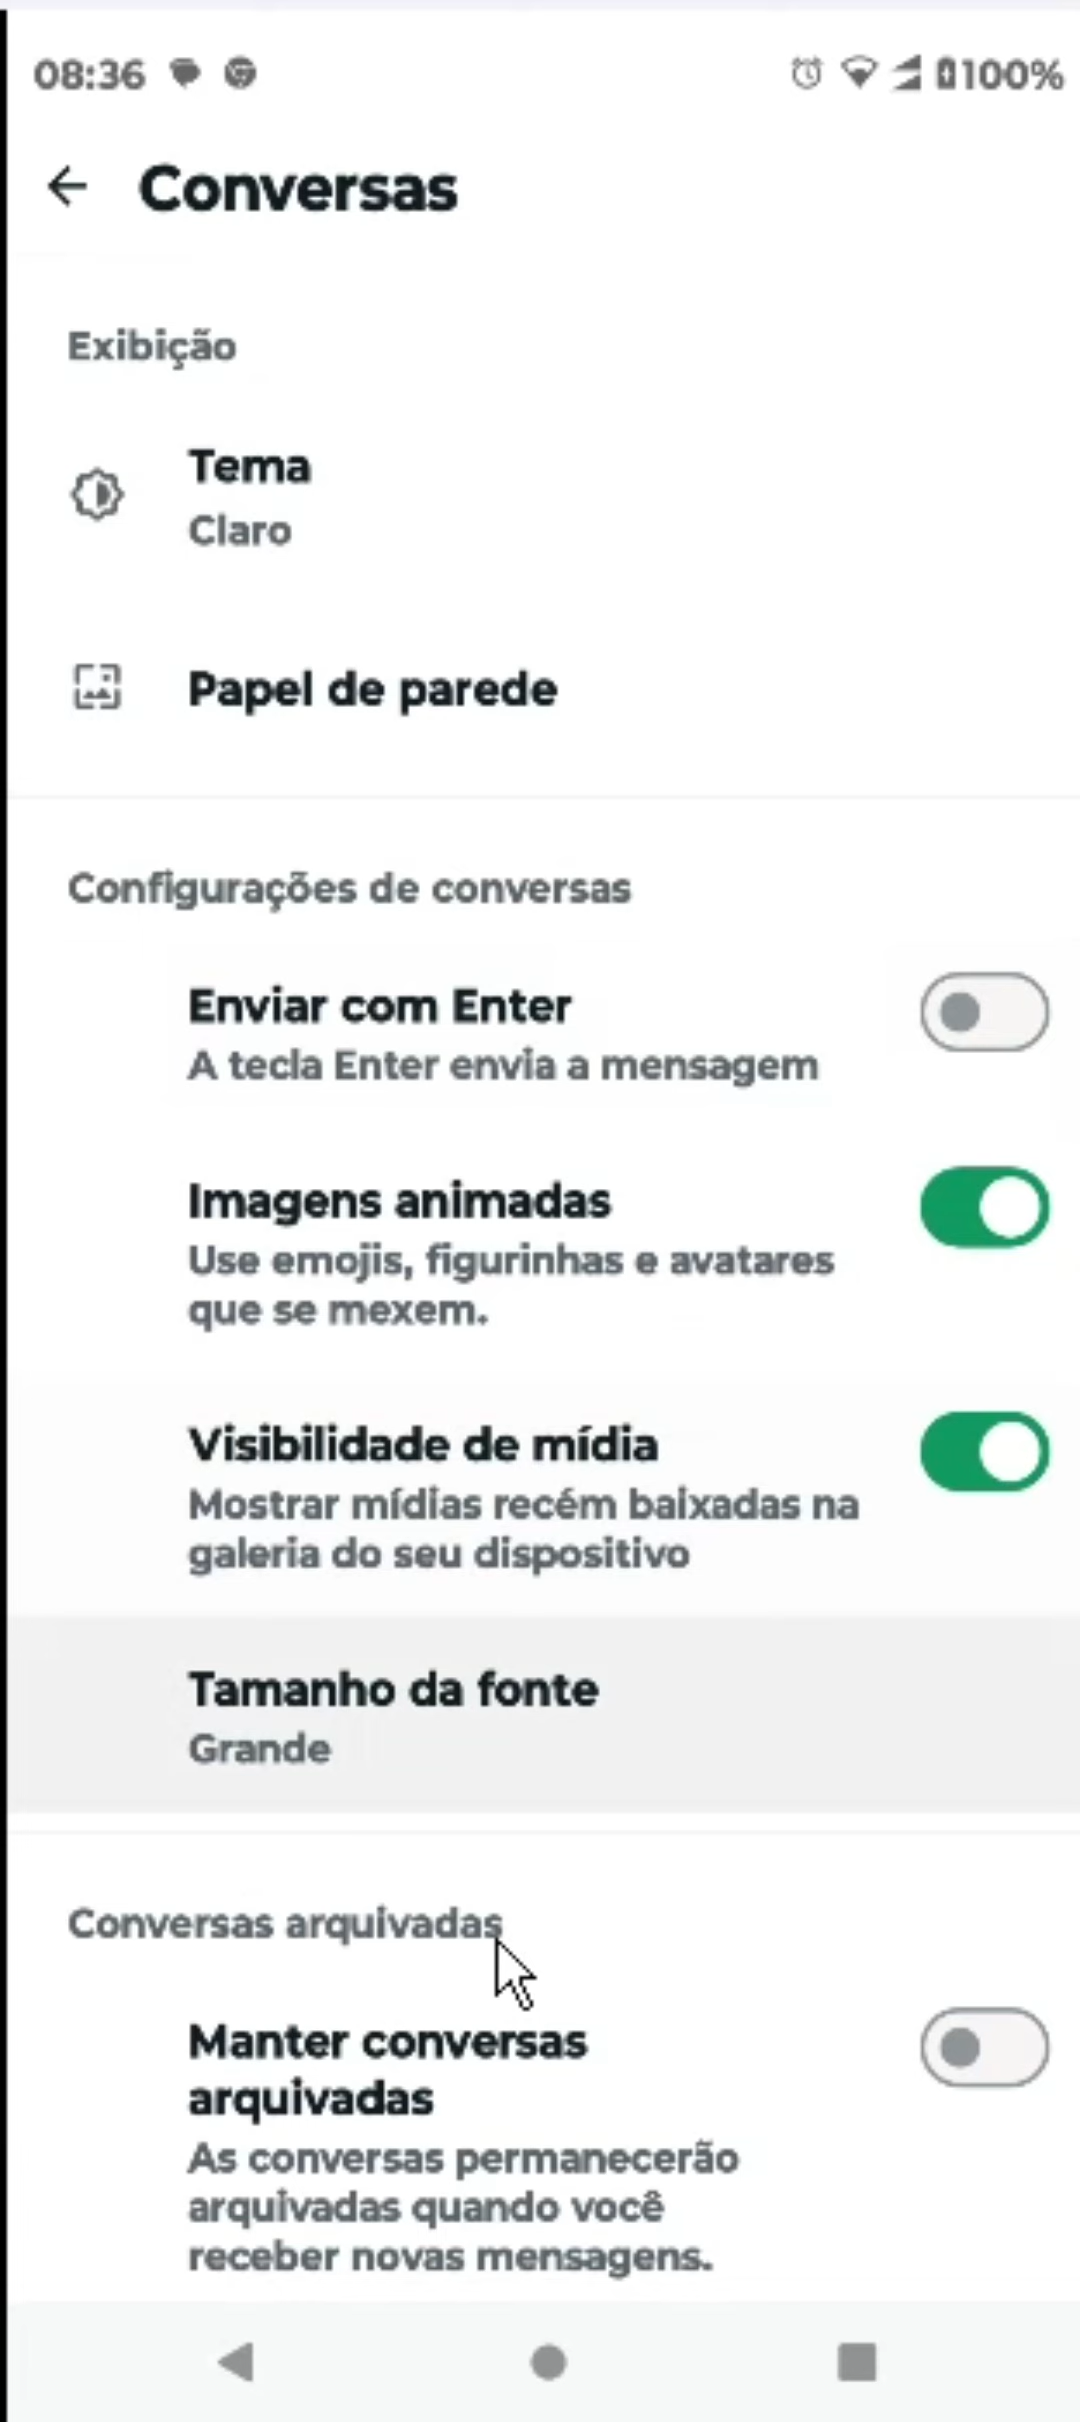 08:36
100%
Conversas
Exibição
Tema
Claro
Papel de parede
Configurações de conversas
Enviar com Enter
A tecla Enter envia a mensagem
Imagens animadas
Use emojis, figurinhas e avatares
que se mexem.
Visibilidade de mídia
Mostrar mídias recém baixadas na
galeria do seu dispositivo
Tamanho da fonte
Grande
Conversas arquivadas
Manter conversas
arquivadas
As conversas permanecerão
arquivadas quando você
receber novas mensagens.